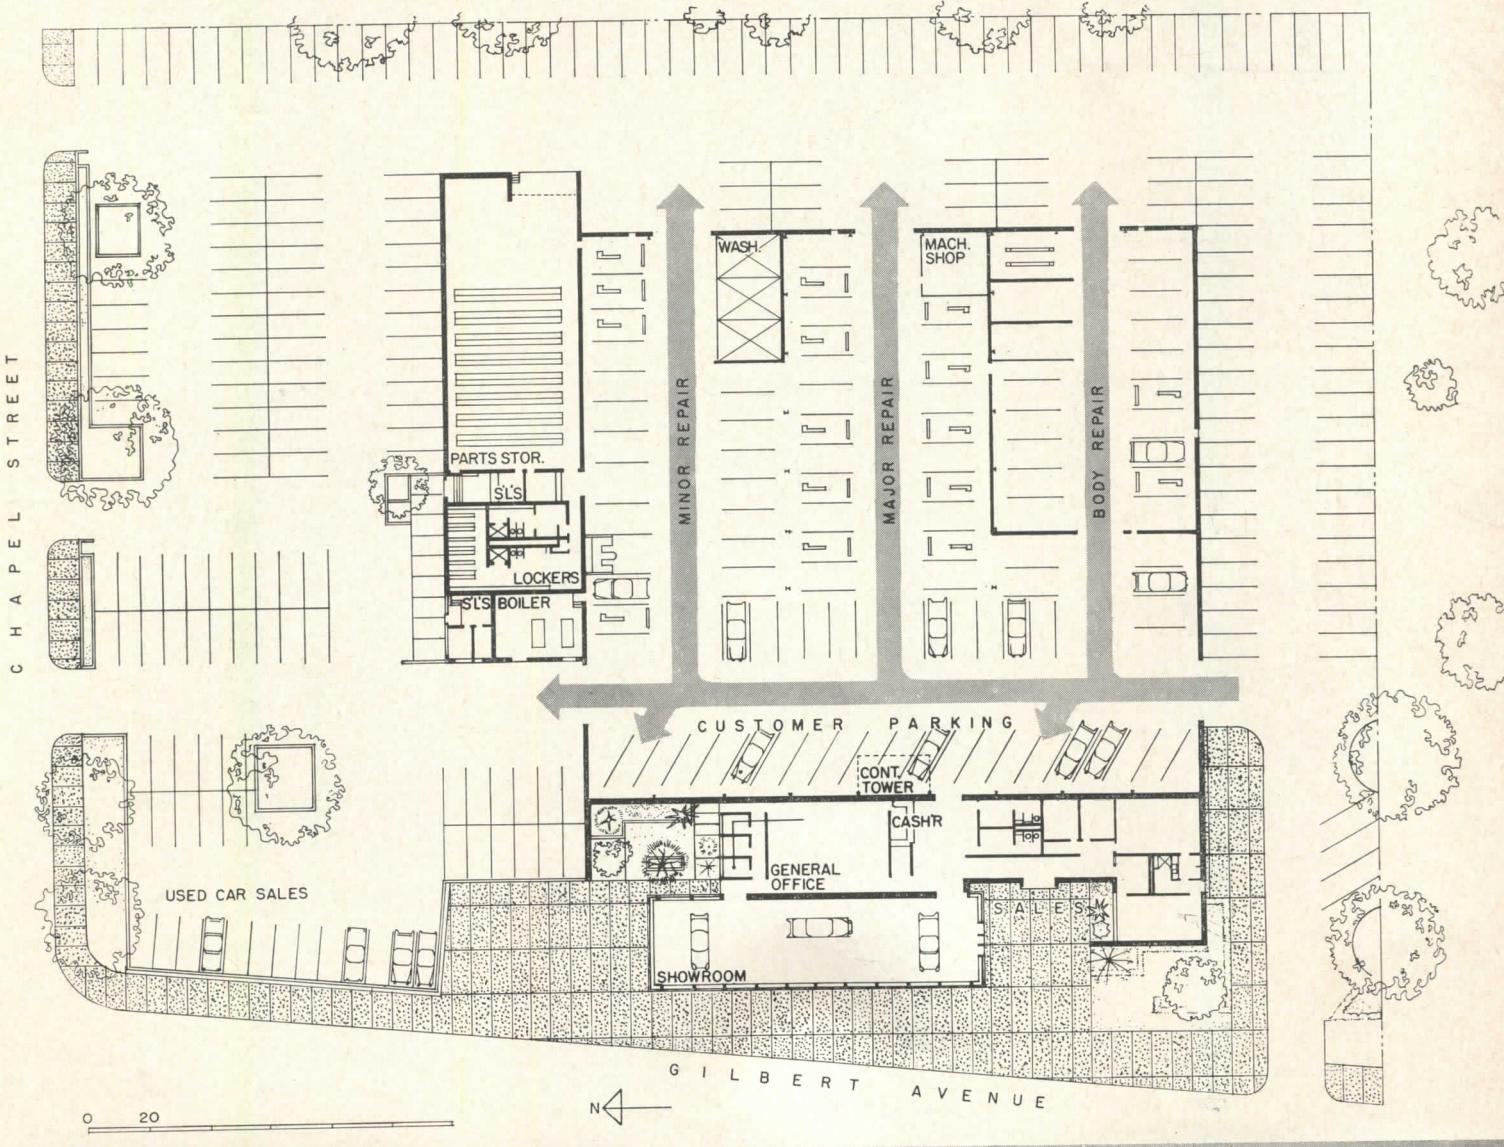 CHAPEL STREET
WASH.
MACH.
SHOP
MINOR REPAIR
MAJOR REPAIR
BODY REPAIR
PARTS STOR.
S'L'S
LOCKERS
S'L'S
BOILER
CUSTOMER PARKING
CONT.
TOWER
CASH'R
GENERAL
OFFICE
USED CAR SALES
SALES
SHOWROOM
GILBERT AVENUE
N
0 20